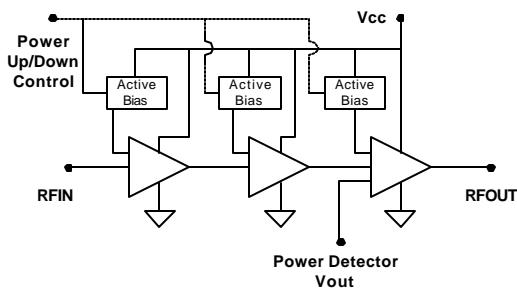 Power
Up/Down
Control
Vcc
Active
Bias
Active
Bias
Active
Bias
RFIN
RFOUT
Power Detector
Vout